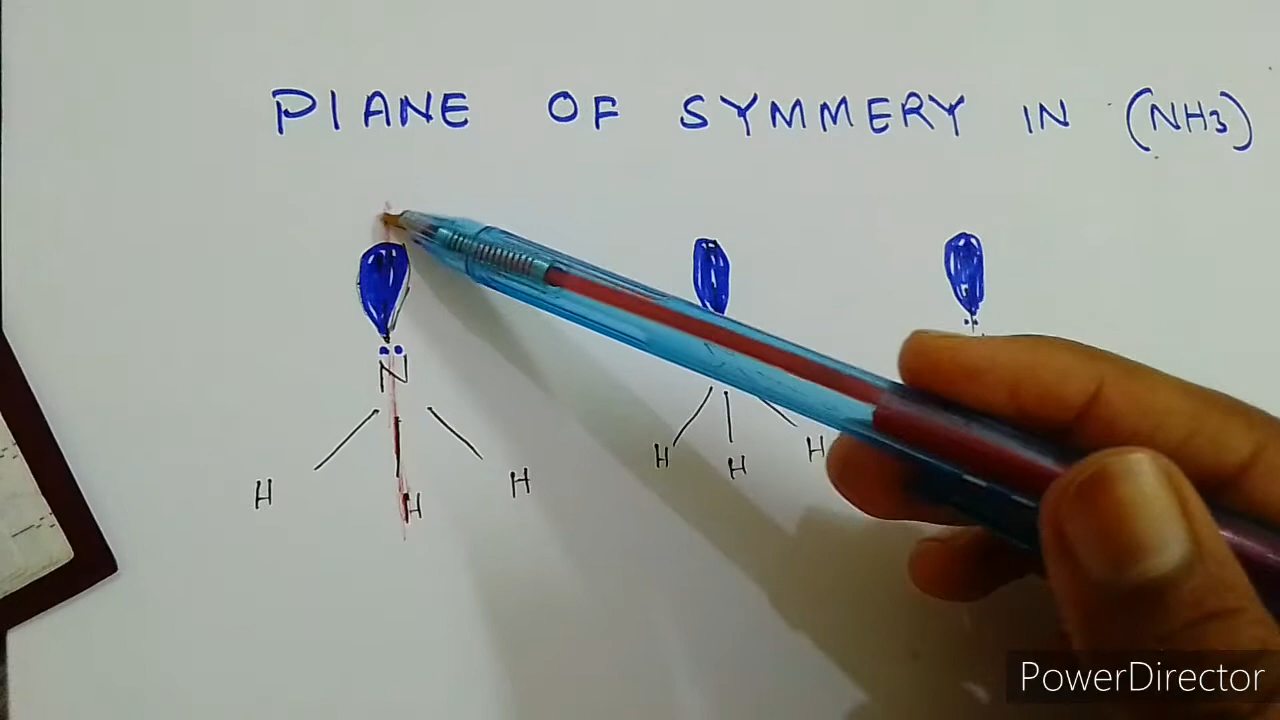 PLANE OF SYMMERY IN (NH3)
N
H H H
H H H
PowerDirector